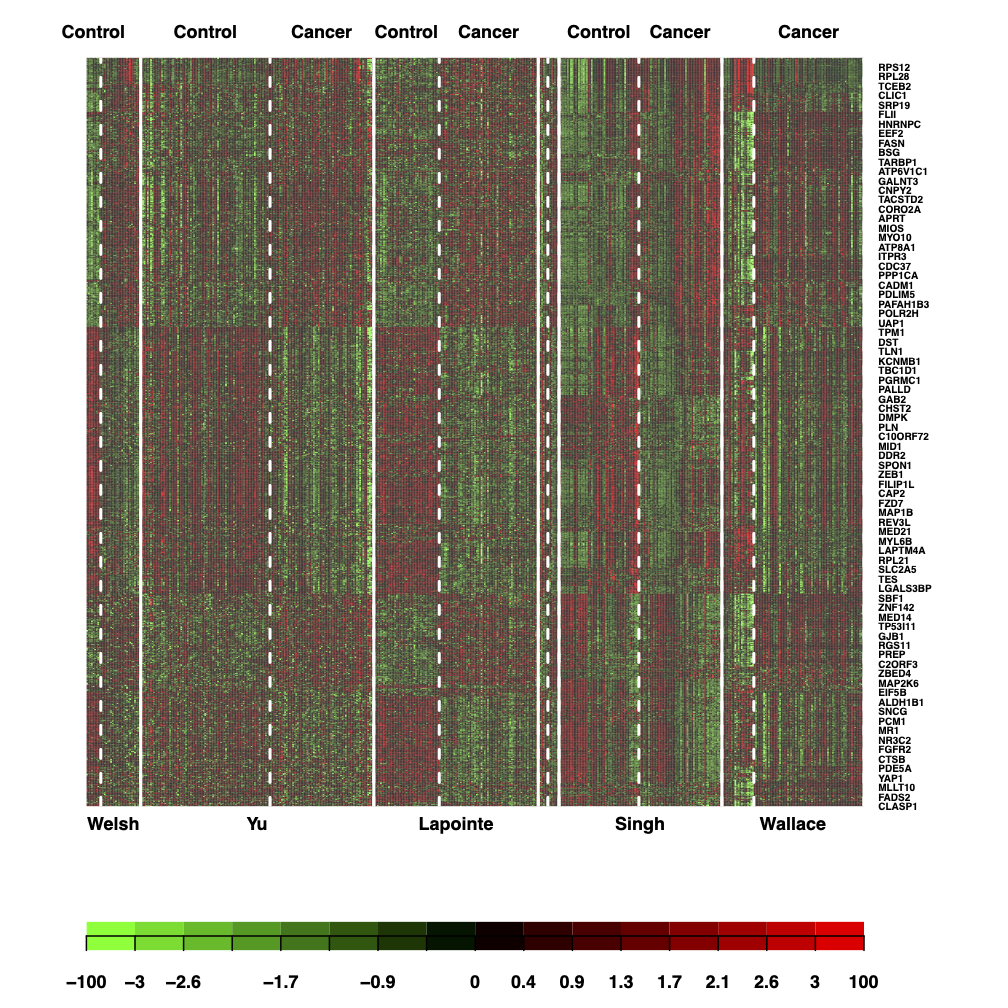 Control Control Cancer Control Cancer Control Cancer Cancer
RPS12
RPL28
TCEB2
CLIC1
SRP19
FLII
HNRNPC
EEF2
FASN
BSG
TARBP1
ATP6V1C1
GALNT3
CNPY2
TACSTD2
CORO2A
APRT
MIOS
MYO10
ATP8A1
ITPR3
CDC37
PPP1CA
CADM1
PDLIM5
PAFAH1B3
POLR2H
UAP1
TPM1
DST
TLN1
KCNMB1
TBC1D1
PGRMC1
PALLD
GAB2
CHST2
DMPK
PLN
C10ORF72
MID1
DDR2
SPON1
ZEB1
FILIP1L
CAP2
FZD7
MAP1B
REV3L
MED21
MYL6B
LAPTM4A
RPL21
SLC2A5
TES
LGALS3BP
SBF1
ZNF142
MED14
TP53I11
GJB1
RGS11
PREP
C2ORF3
ZBED4
MAP2K6
EIF5B
ALDH1B1
SNCG
PCM1
MR1
NR3C2
FGFR2
CTSB
PDE5A
YAP1
MLLT10
FADS2
CLASP1
Welsh Yu Lapointe Singh Wallace
−100 −3 −2.6 −1.7 −0.9 0 0.4 0.9 1.3 1.7 2.1 2.6 3 100